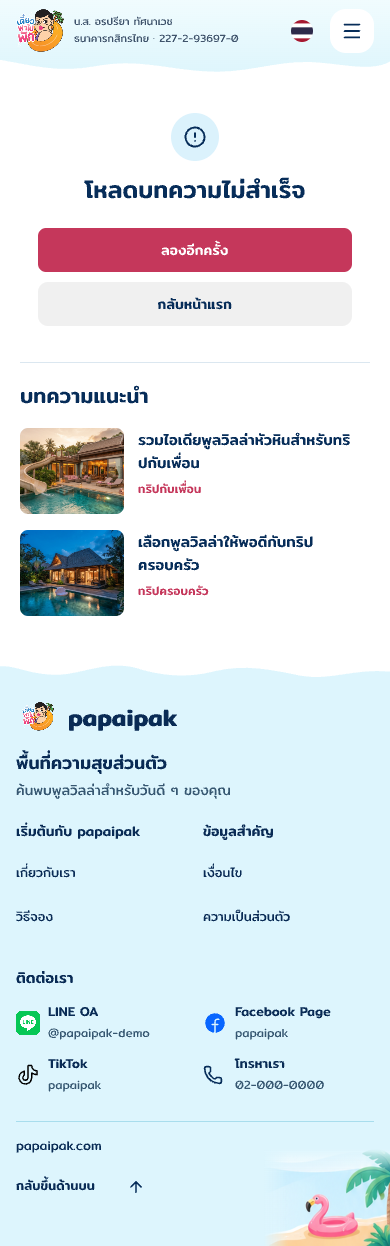 เที่ยว
พาไป
พัก
น.ส. อรปรียา ทัศนาเวช
ธนาคารกสิกรไทย · 227-2-93697-0
โหลดบทความไม่สำเร็จ
ลองอีกครั้ง
กลับหน้าแรก
บทความแนะนำ
รวมไอเดียพูลวิลล่าหัวหินสำหรับทริ
ปกับเพื่อน
ทริปกับเพื่อน
เลือกพูลวิลล่าให้พอดีกับทริป
ครอบครัว
ทริปครอบครัว
papaipak
พื้นที่ความสุขส่วนตัว
ค้นพบพูลวิลล่าสำหรับวันดี ๆ ของคุณ
เริ่มต้นกับ papaipak
ข้อมูลสำคัญ
เกี่ยวกับเรา
เงื่อนไข
วิธีจอง
ความเป็นส่วนตัว
ติดต่อเรา
LINE
LINE OA
@papaipak-demo
Facebook Page
papaipak
TikTok
papaipak
โทรหาเรา
02-000-0000
papaipak.com
กลับขึ้นด้านบน